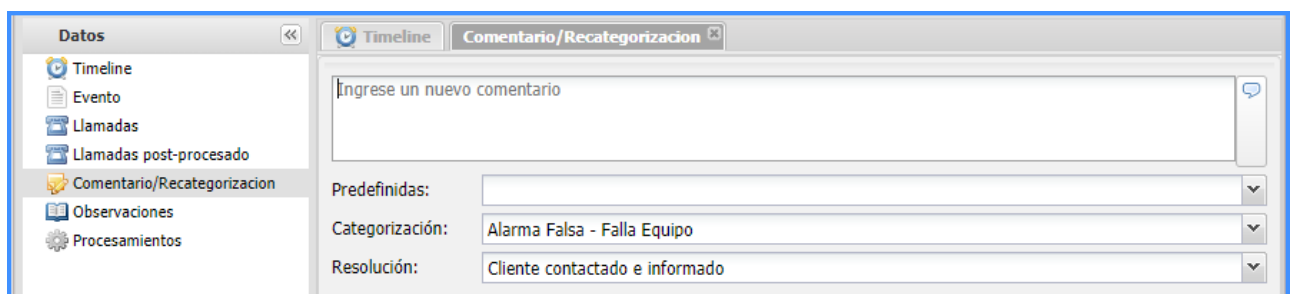 Datos
Timeline
Evento
Llamadas
Llamadas post-procesado
Comentario/Recategorizacion
Observaciones
Procesamientos
Timeline Comentario/Recategorizacion
Ingrese un nuevo comentario
Predefinidas:
Categorización: Alarma Falsa - Falla Equipo
Resolución: Cliente contactado e informado